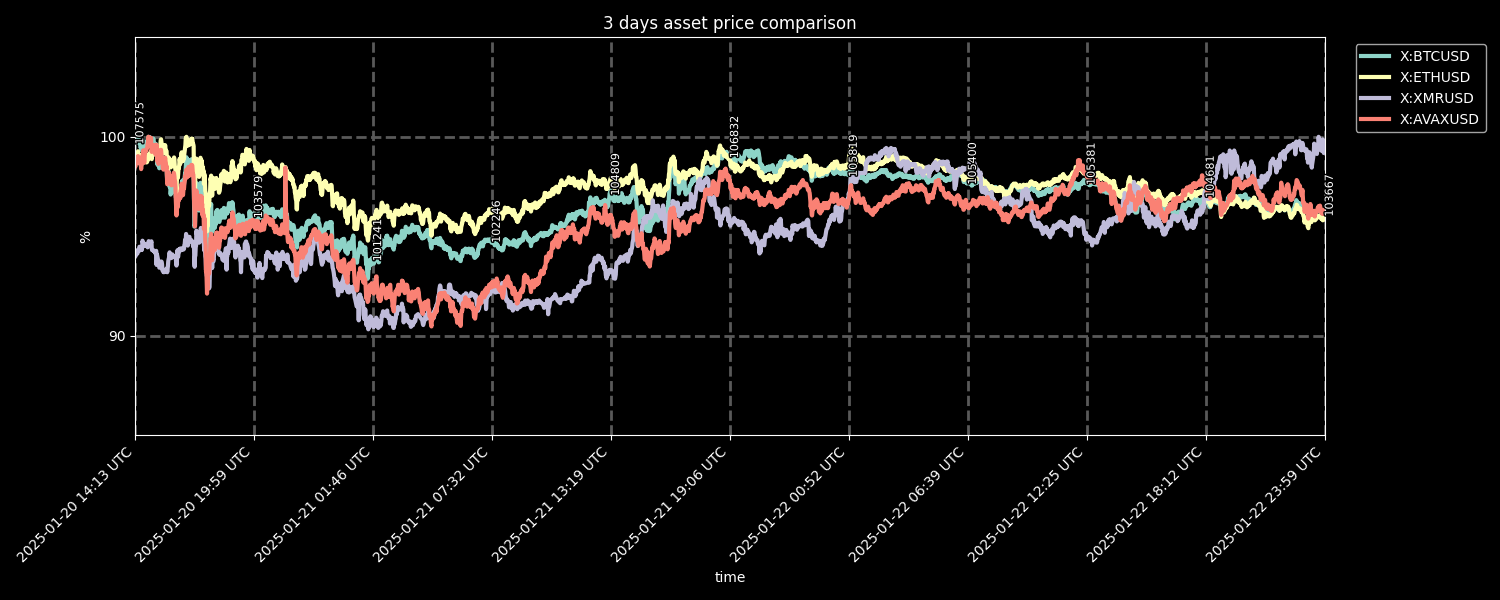 3 days asset price comparison
X:BTCUSD
X:ETHUSD
X:XMRUSD
X:AVAXUSD
100
90
%
107575
103579
101241
102246
104809
106832
105819
105400
105381
104681
103667
2025-01-20 14:13 UTC
2025-01-20 19:59 UTC
2025-01-21 01:46 UTC
2025-01-21 07:32 UTC
2025-01-21 13:19 UTC
2025-01-21 19:06 UTC
2025-01-22 00:52 UTC
2025-01-22 06:39 UTC
2025-01-22 12:25 UTC
2025-01-22 18:12 UTC
2025-01-22 23:59 UTC
time